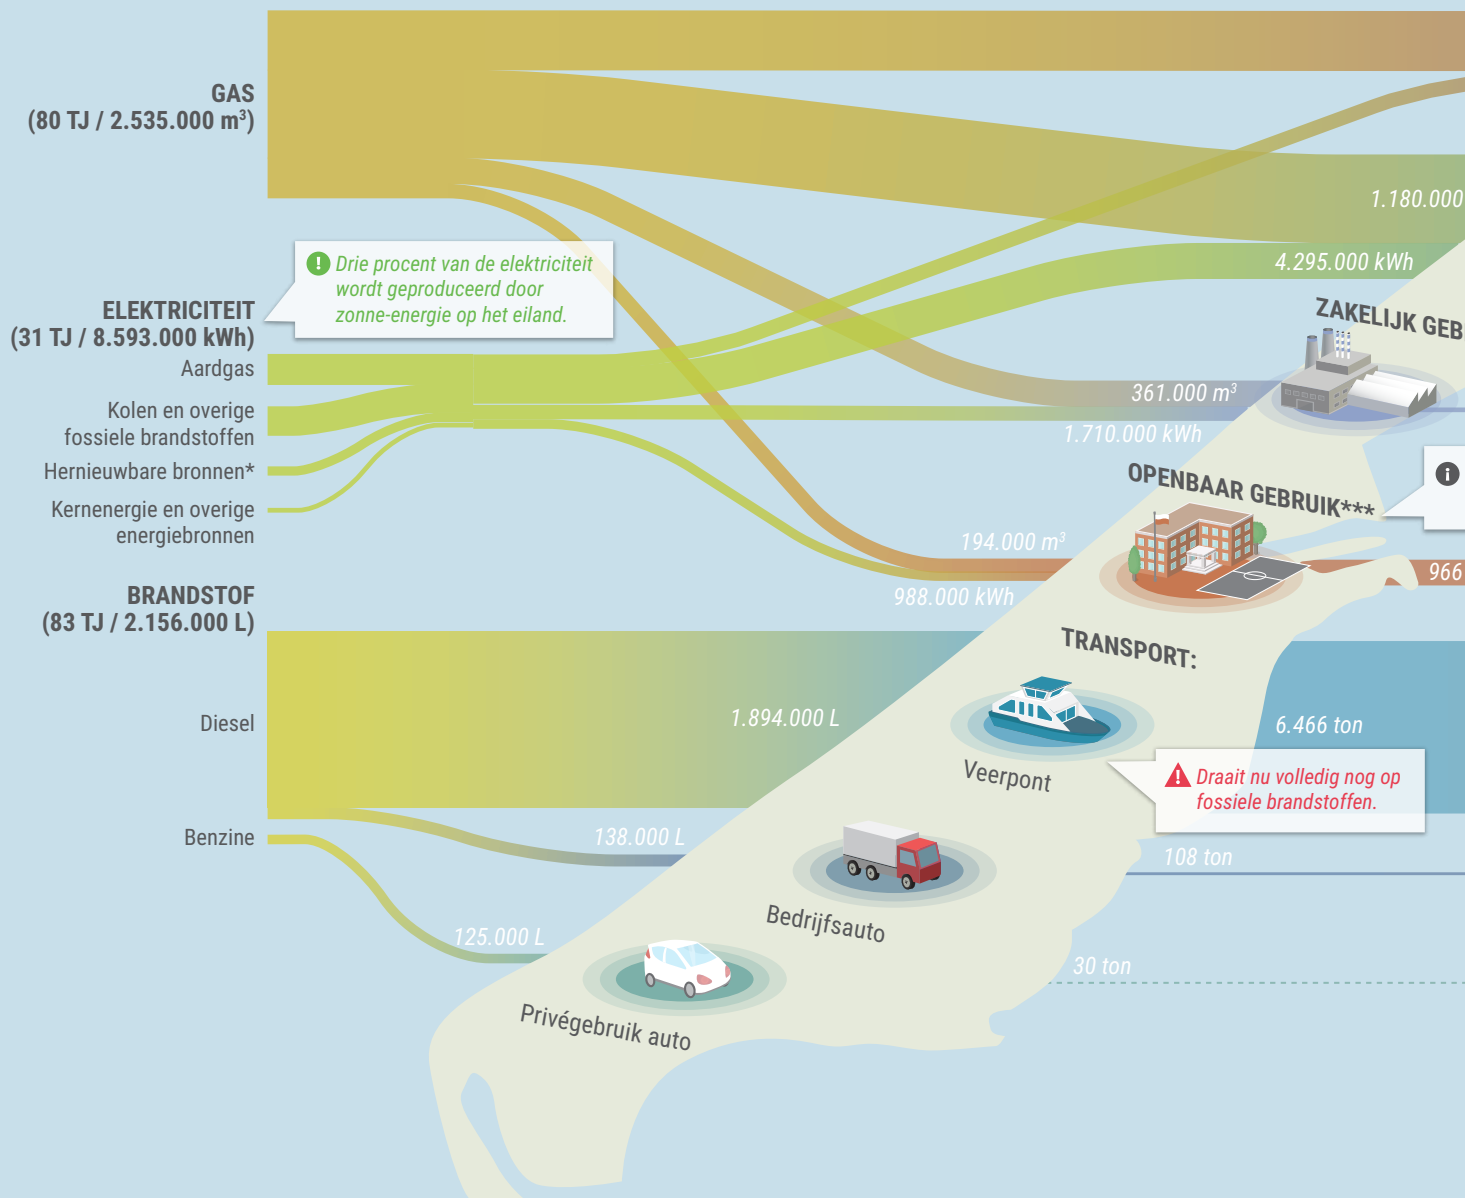 GAS
(80 TJ / 2.535.000 m³)
1.180.000
Drie procent van de elektriciteit
wordt geproduceerd door
zonne-energie op het eiland.
ELEKTRICITEIT
(31 TJ / 8.593.000 kWh)
Aardgas
Kolen en overige
fossiele brandstoffen
Hernieuwbare bronnen*
Kernenergie en overige
energiebronnen
4.295.000 kWh
ZAKELIJK GEB
361.000 m³
1.710.000 kWh
OPENBAAR GEBRUIK***
194.000 m³
988.000 kWh
966
BRANDSTOF
(83 TJ / 2.156.000 L)
Diesel
Benzine
TRANSPORT:
1.894.000 L
6.466 ton
Veerpont
Draait nu volledig nog op
fossiele brandstoffen.
138.000 L
108 ton
Bedrijfsauto
125.000 L
30 ton
Privégebruik auto